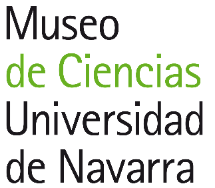 Museo
de Ciencias
Universidad
de Navarra